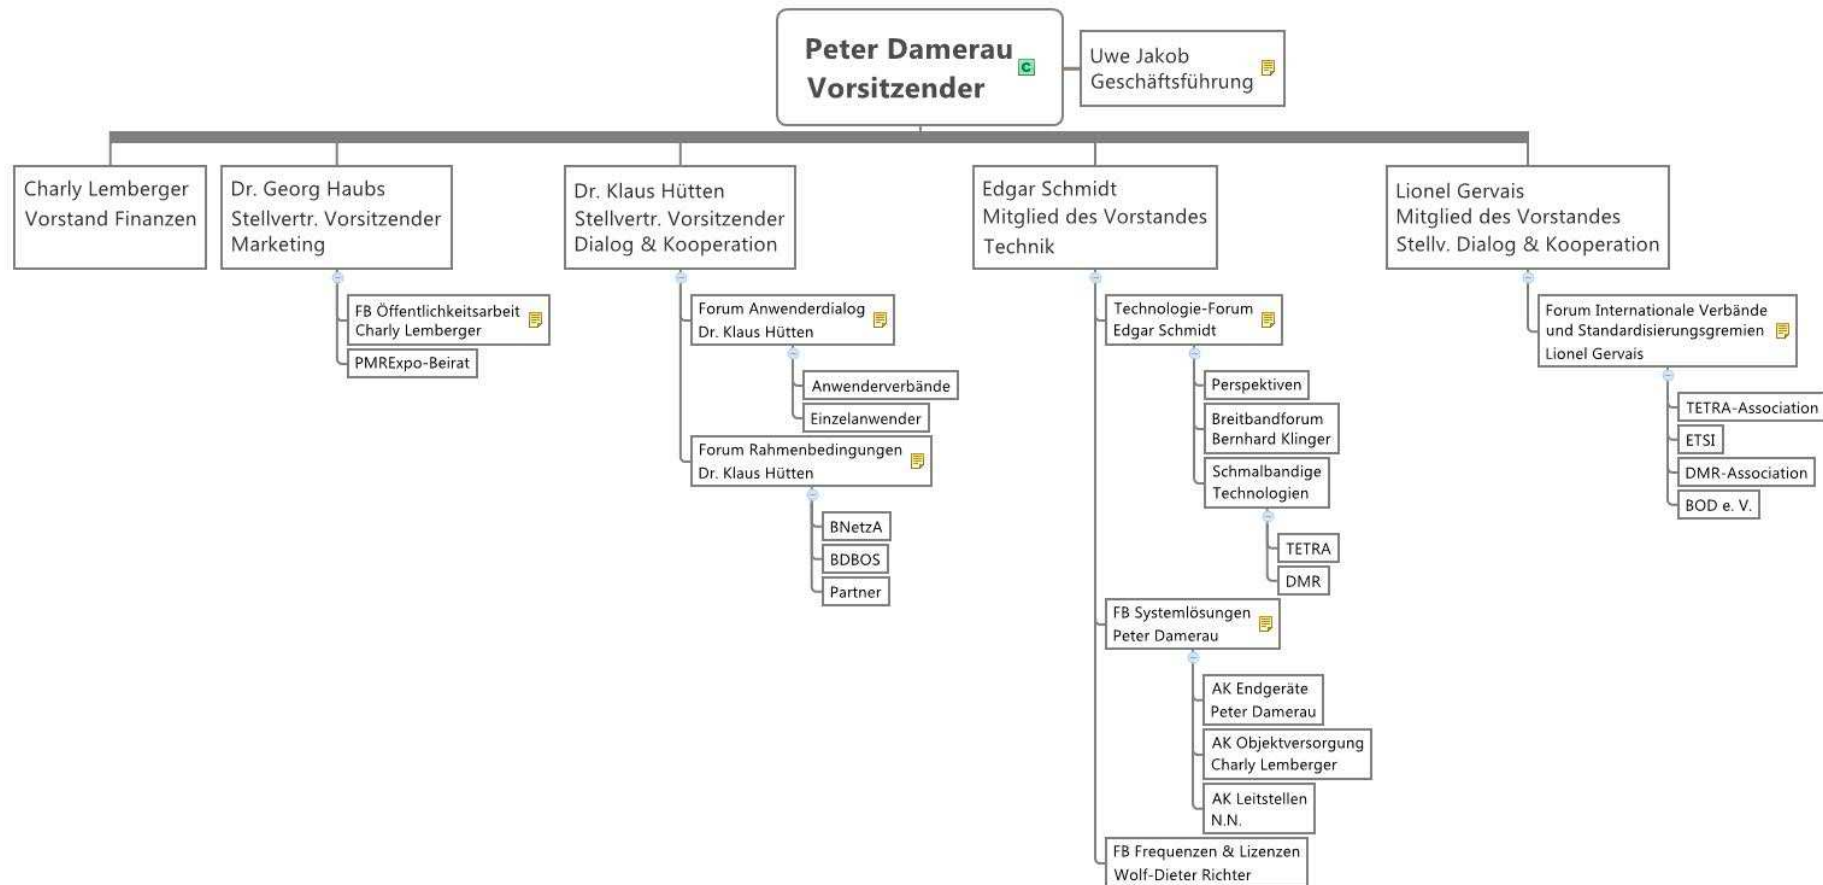 Peter Damerau
Vorsitzender
C
Uwe Jakob
Geschäftsführung
Charly Lemberger
Vorstand Finanzen
Dr. Georg Haubs
Stellvertr. Vorsitzender
Marketing
FB Öffentlichkeitsarbeit
Charly Lemberger
PMRExpo-Beirat
Dr. Klaus Hütten
Stellvertr. Vorsitzender
Dialog & Kooperation
Forum Anwenderdialog
Dr. Klaus Hütten
Anwenderverbände
Einzelanwender
Forum Rahmenbedingungen
Dr. Klaus Hütten
BNetzA
BDBOS
Partner
Edgar Schmidt
Mitglied des Vorstandes
Technik
Technologie-Forum
Edgar Schmidt
Perspektiven
Breitbandforum
Bernhard Klinger
Schmalbandige
Technologien
TETRA
DMR
FB Systemlösungen
Peter Damerau
AK Endgeräte
Peter Damerau
AK Objektversorgung
Charly Lemberger
AK Leitstellen
N.N.
FB Frequenzen & Lizenzen
Wolf-Dieter Richter
Lionel Gervais
Mitglied des Vorstandes
Stellv. Dialog & Kooperation
Forum Internationale Verbände
und Standardisierungsgremien
Lionel Gervais
TETRA-Association
ETSI
DMR-Association
BOD e. V.